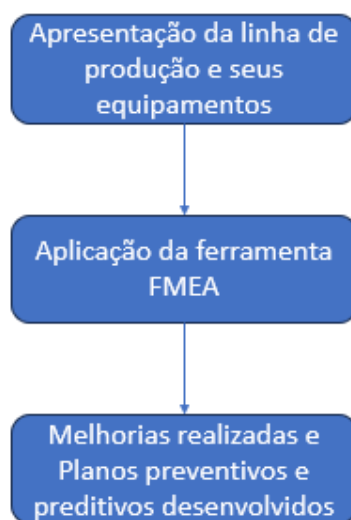 Apresentação da linha de
produção e seus
equipamentos
Aplicação da ferramenta
FMEA
Melhorias realizadas e
Planos preventivos e
preditivos desenvolvidos